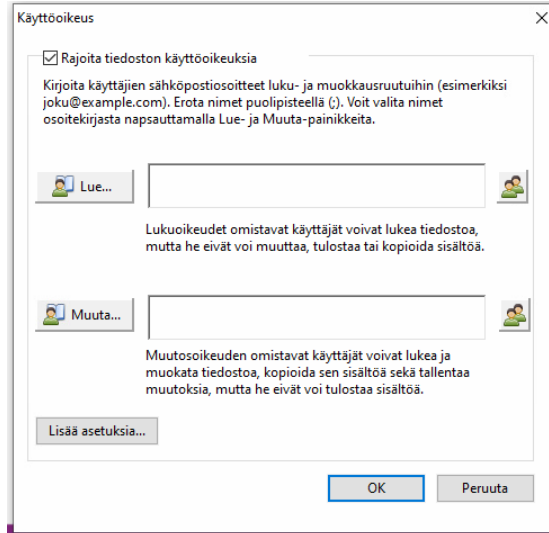 Käyttöoikeus
Rajoita tiedoston käyttöoikeuksia
Kirjoita käyttäjien sähköpostiosoitteet luku- ja muokkausruutuihin (esimerkiksi
joku@example.com). Erota nimet puolipisteellä (;). Voit valita nimet
osoitekirjasta napsauttamalla Lue- ja Muuta-painikkeita.
Lue...
Lukuoikeudet omistavat käyttäjät voivat lukea tiedostoa,
mutta he eivät voi muuttaa, tulostaa tai kopioida sisältöä.
Muuta...
Muutosoikeuden omistavat käyttäjät voivat lukea ja
muokata tiedostoa, kopioida sen sisältöä sekä tallentaa
muutoksia, mutta he eivät voi tulostaa sisältöä.
Lisää asetuksia...
OK
Peruuta